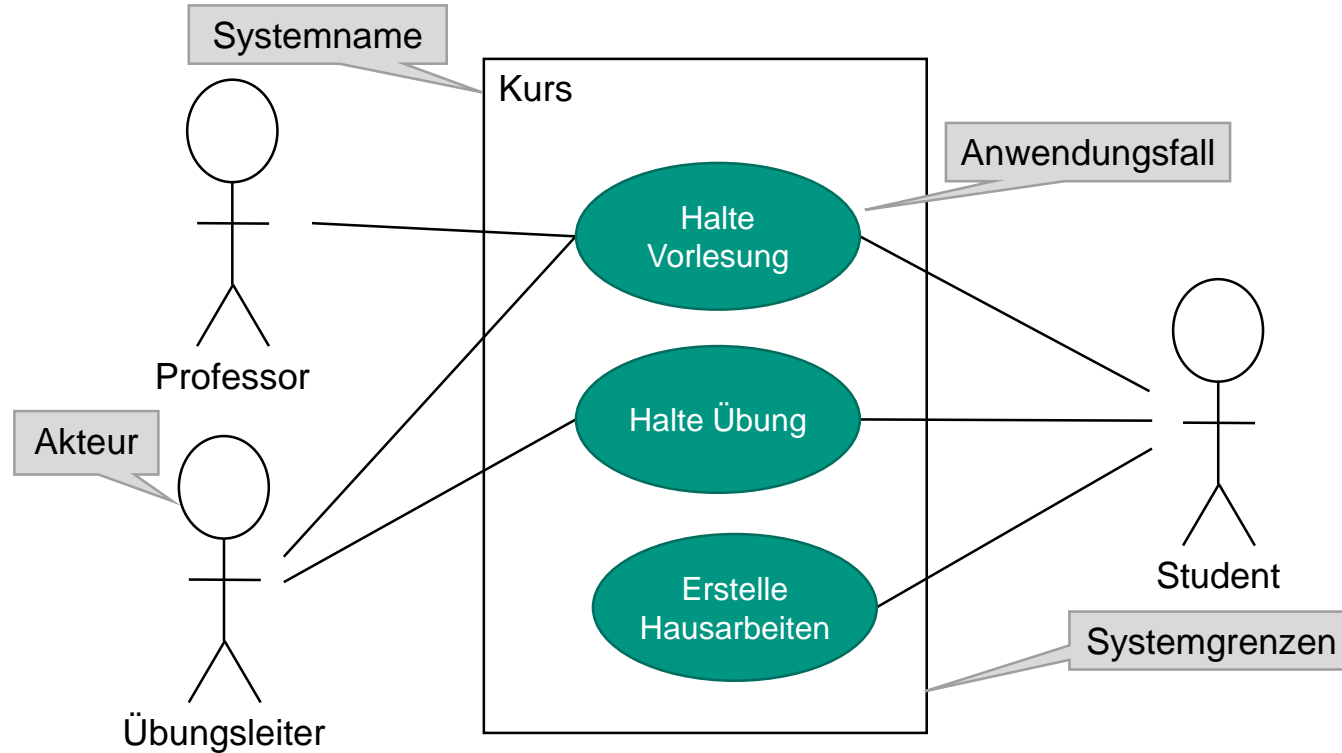 Systemname
Kurs
Anwendungsfall
Halte
Vorlesung
Professor
Akteur
Halte Übung
Student
Erstelle
Hausarbeiten
Systemgrenzen
Übungsleiter